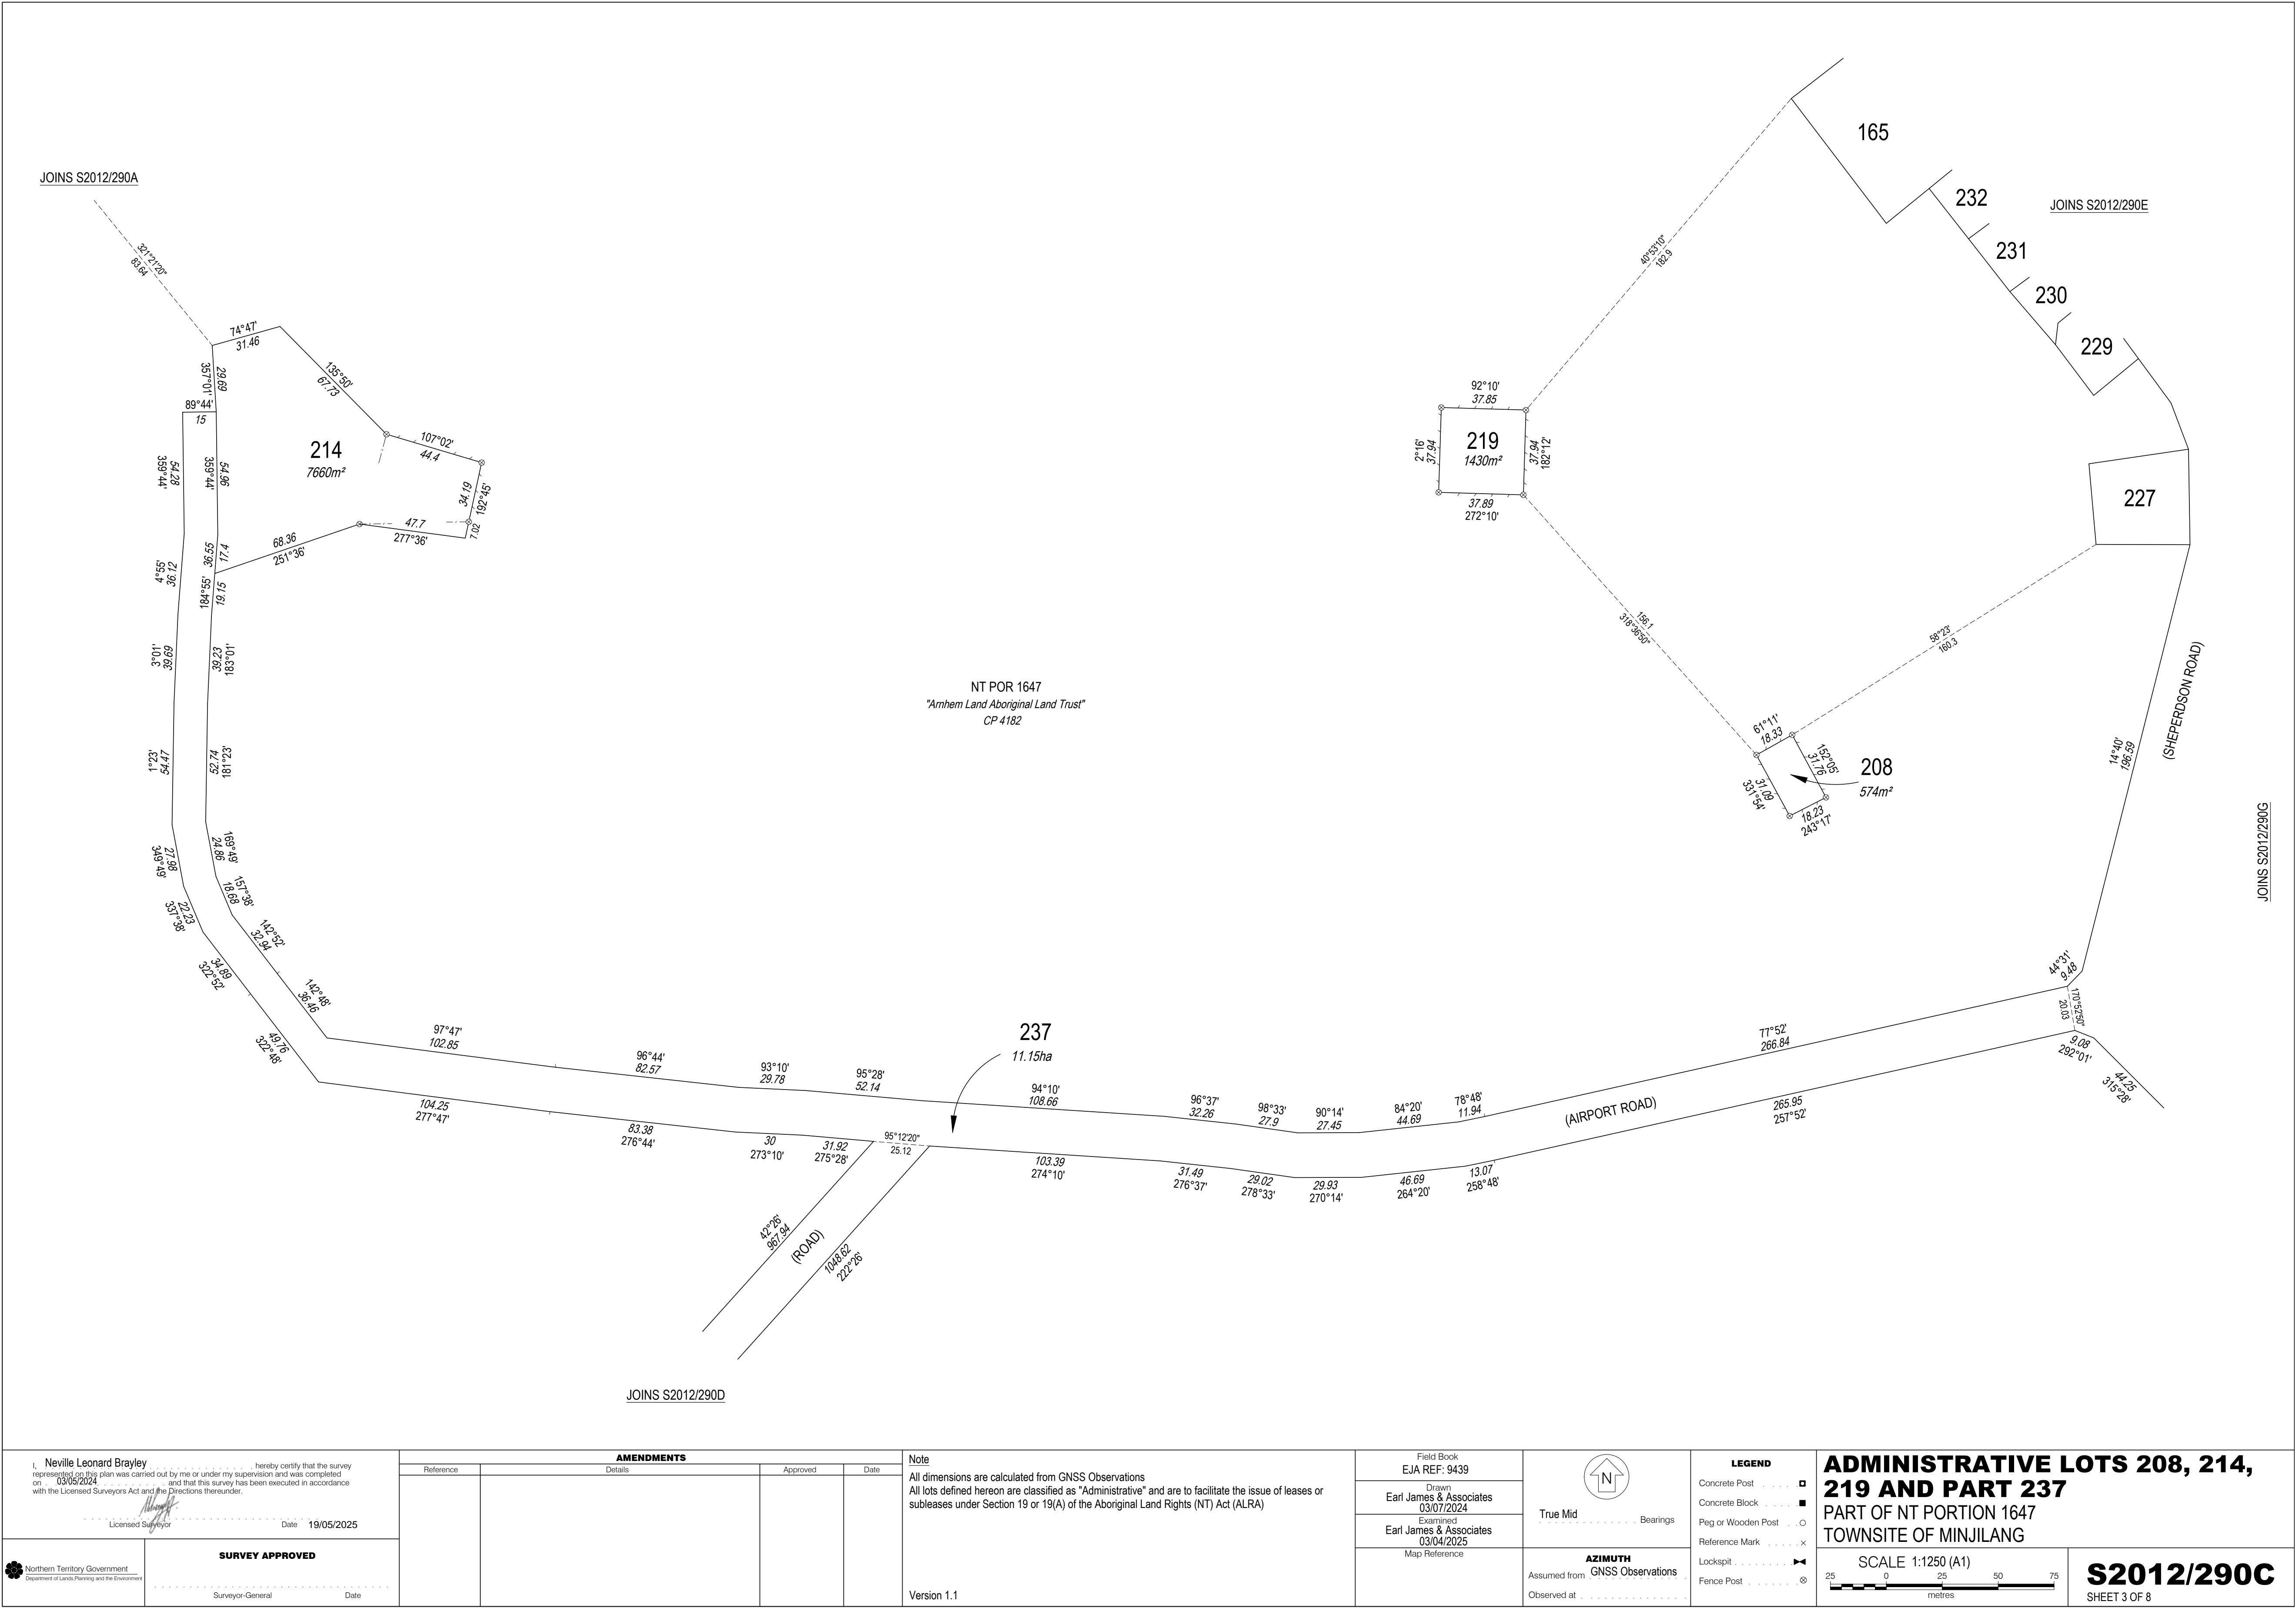 JOINS S2012/290A
321°21'20"
83.64
74°47'
31.46
357°01'
29.69
135°50'
67.73
89°44'
15
214
7660m²
107°02'
44.4
359°44'
54.28
359°44'
54.96
34.19
192°45'
7.02
47.7
277°36'
68.36
251°36'
36.55
17.4
184°55'
19.15
4°55'
36.12
3°01'
39.69
39.23
183°01'
1°23'
54.47
52.74
181°23'
169°49'
24.86
27.98
349°49'
157°38'
18.68
22.23
337°38'
142°52'
32.94
34.89
322°52'
142°48'
36.46
49.76
322°48'
97°47'
102.85
96°44'
82.57
93°10'
29.78
95°28'
52.14
237
11.15ha
94°10'
108.66
96°37'
32.26
98°33'
27.9
90°14'
27.45
84°20'
44.69
78°48'
11.94
77°52'
266.84
(AIRPORT ROAD)
104.25
277°47'
83.38
276°44'
30
273°10'
31.92
275°28'
95°12'20"
25.12
103.39
274°10'
31.49
276°37'
29.02
278°33'
29.93
270°14'
46.69
264°20'
13.07
258°48'
265.95
257°52'
42°26'
967.94
(ROAD)
1048.62
222°26'
JOINS S2012/290D
NT POR 1647
"Arnhem Land Aboriginal Land Trust"
CP 4182
165
232
JOINS S2012/290E
231
230
229
227
40°53'10"
182.9
92°10'
37.85
2°16'
37.94
219
1430m²
37.94
182°12'
37.89
272°10'
156.1
318°36'50"
58°23'
160.3
61°11'
18.33
152°05'
31.76
208
574m²
31.09
331°54'
18.23
243°17'
(SHEPERDSON ROAD)
14°40'
196.59
JOINS S2012/290G
44°31'
9.48
170°52'50"
20.03
9.08
292°01'
44.25
315°28'
I, Neville Leonard Brayley hereby certify that the survey
represented on this plan was carried out by me or under my supervision and was completed
on 03/05/2024 and that this survey has been executed in accordance
with the Licensed Surveyors Act and the Directions thereunder.
Licensed Surveyor Date 19/05/2025
Northern Territory Government
Department of Lands,Planning and the Environment
SURVEY APPROVED
Surveyor-General Date
AMENDMENTS
Reference Details Approved Date
Note
All dimensions are calculated from GNSS Observations
All lots defined hereon are classified as "Administrative" and are to facilitate the issue of leases or
subleases under Section 19 or 19(A) of the Aboriginal Land Rights (NT) Act (ALRA)
Version 1.1
Field Book
EJA REF: 9439
Drawn
Earl James & Associates
03/07/2024
Examined
Earl James & Associates
03/04/2025
Map Reference
N
True Mid Bearings
AZIMUTH
Assumed from GNSS Observations
Observed at
LEGEND
Concrete Post
Concrete Block
Peg or Wooden Post
Reference Mark
Lockspit
Fence Post
ADMINISTRATIVE LOTS 208, 214,
219 AND PART 237
PART OF NT PORTION 1647
TOWNSITE OF MINJILANG
SCALE 1:1250 (A1)
25 0 25 50 75
metres
S2012/290C
SHEET 3 OF 8